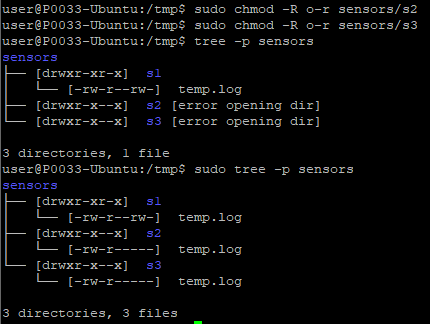 user@P0033-Ubuntu:/tmp$ sudo chmod -R o-r sensors/s2
user@P0033-Ubuntu:/tmp$ sudo chmod -R o-r sensors/s3
user@P0033-Ubuntu:/tmp$ tree -p sensors
sensors
├── [drwxr-xr-x]  s1
│   └── [-rw-r--rw-]  temp.log
├── [drwxr-x--x]  s2 [error opening dir]
└── [drwxr-x--x]  s3 [error opening dir]

3 directories, 1 file
user@P0033-Ubuntu:/tmp$ sudo tree -p sensors
sensors
├── [drwxr-xr-x]  s1
│   └── [-rw-r--rw-]  temp.log
├── [drwxr-x--x]  s2
│   └── [-rw-r-----]  temp.log
└── [drwxr-x--x]  s3
    └── [-rw-r-----]  temp.log

3 directories, 3 files